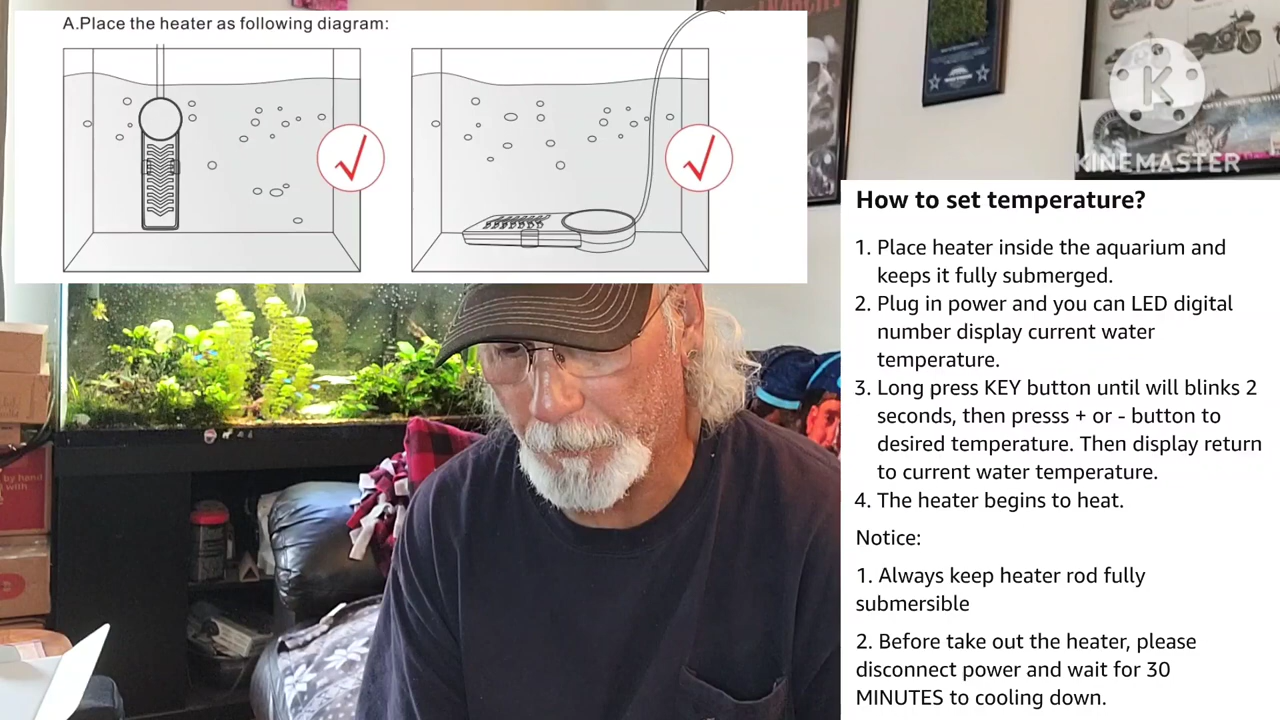 A.Place the heater as following diagram:
K
KINEMASTER
How to set temperature?
1. Place heater inside the aquarium and
keeps it fully submerged.
2. Plug in power and you can LED digital
number display current water
temperature.
3. Long press KEY button until will blinks 2
seconds, then presss + or - button to
desired temperature. Then display return
to current water temperature.
4. The heater begins to heat.
Notice:
1. Always keep heater rod fully
submersible
2. Before take out the heater, please
disconnect power and wait for 30
MINUTES to cooling down.
by hand
with